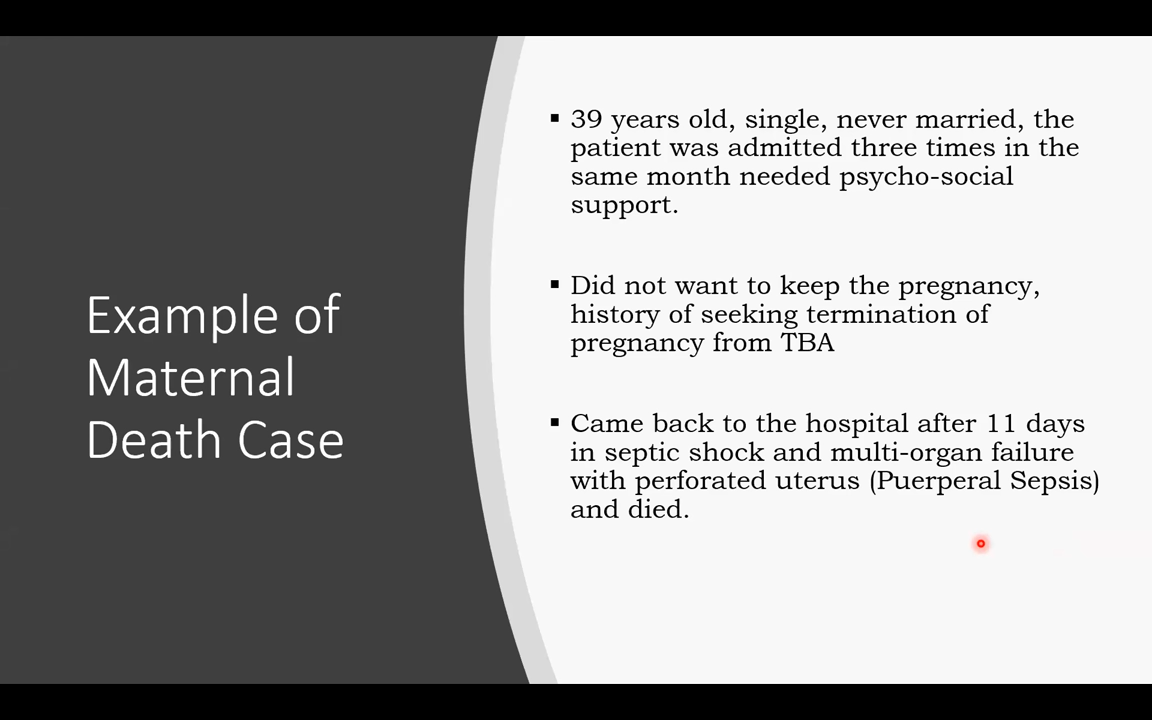 Example of
Maternal
Death Case
▪ 39 years old, single, never married, the
patient was admitted three times in the
same month needed psycho-social
support.
▪ Did not want to keep the pregnancy,
history of seeking termination of
pregnancy from TBA
▪ Came back to the hospital after 11 days
in septic shock and multi-organ failure
with perforated uterus (Puerperal Sepsis)
and died.